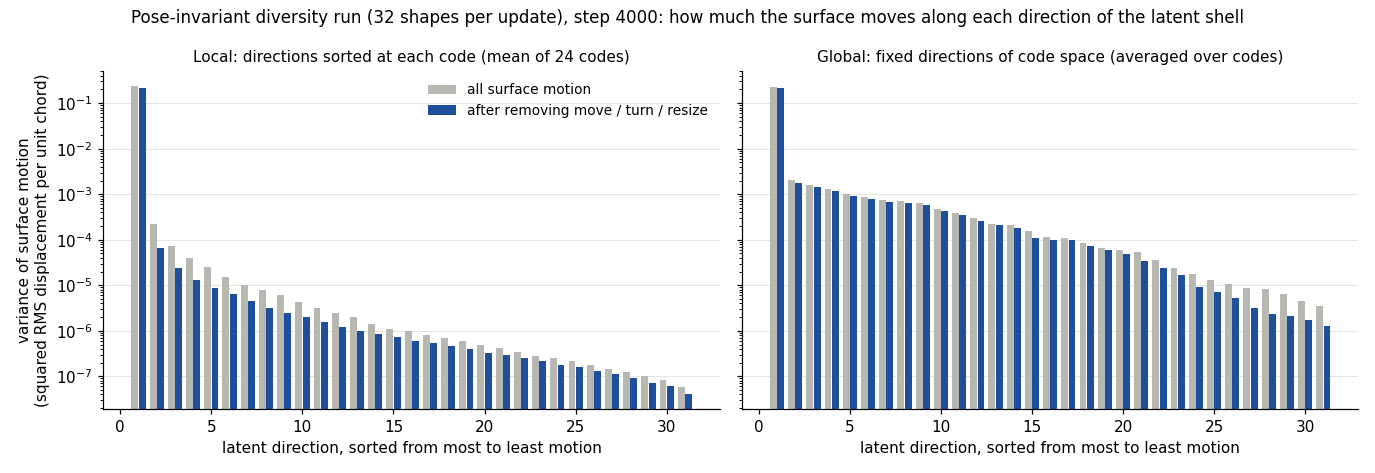 Pose-invariant diversity run (32 shapes per update), step 4000: how much the surface moves along each direction of the latent shell
Local: directions sorted at each code (mean of 24 codes)
Global: fixed directions of code space (averaged over codes)
variance of surface motion
(squared RMS displacement per unit chord)
all surface motion
after removing move / turn / resize
10⁻¹
10⁻²
10⁻³
10⁻⁴
10⁻⁵
10⁻⁶
10⁻⁷
0 5 10 15 20 25 30
0 5 10 15 20 25 30
latent direction, sorted from most to least motion
latent direction, sorted from most to least motion